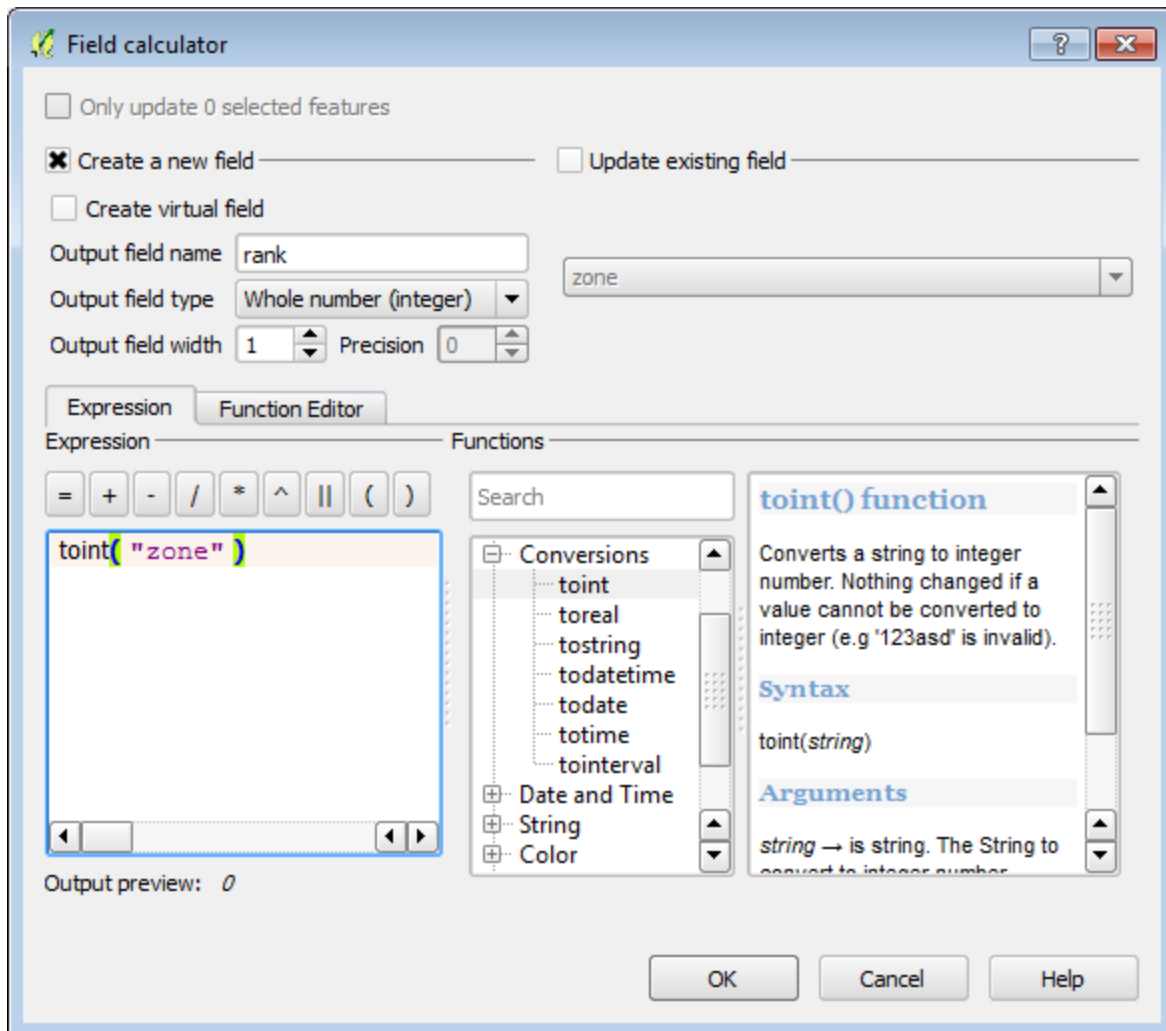 Field calculator
Only update 0 selected features
Create a new field
Update existing field
Create virtual field
Output field name rank
zone
Output field type Whole number (integer)
Output field width 1 Precision 0
Expression Function Editor
Expression
Functions
= + - / * ^ || ( )
toint( "zone" )
Output preview: 0
Search
Conversions
toint
toreal
tostring
todatetime
todate
totime
tointerval
Date and Time
String
Color
toint() function
Converts a string to integer
number. Nothing changed if a
value cannot be converted to
integer (e.g '123asd' is invalid).
Syntax
toint(string)
Arguments
string → is string. The String to
convert to integer number
OK Cancel Help